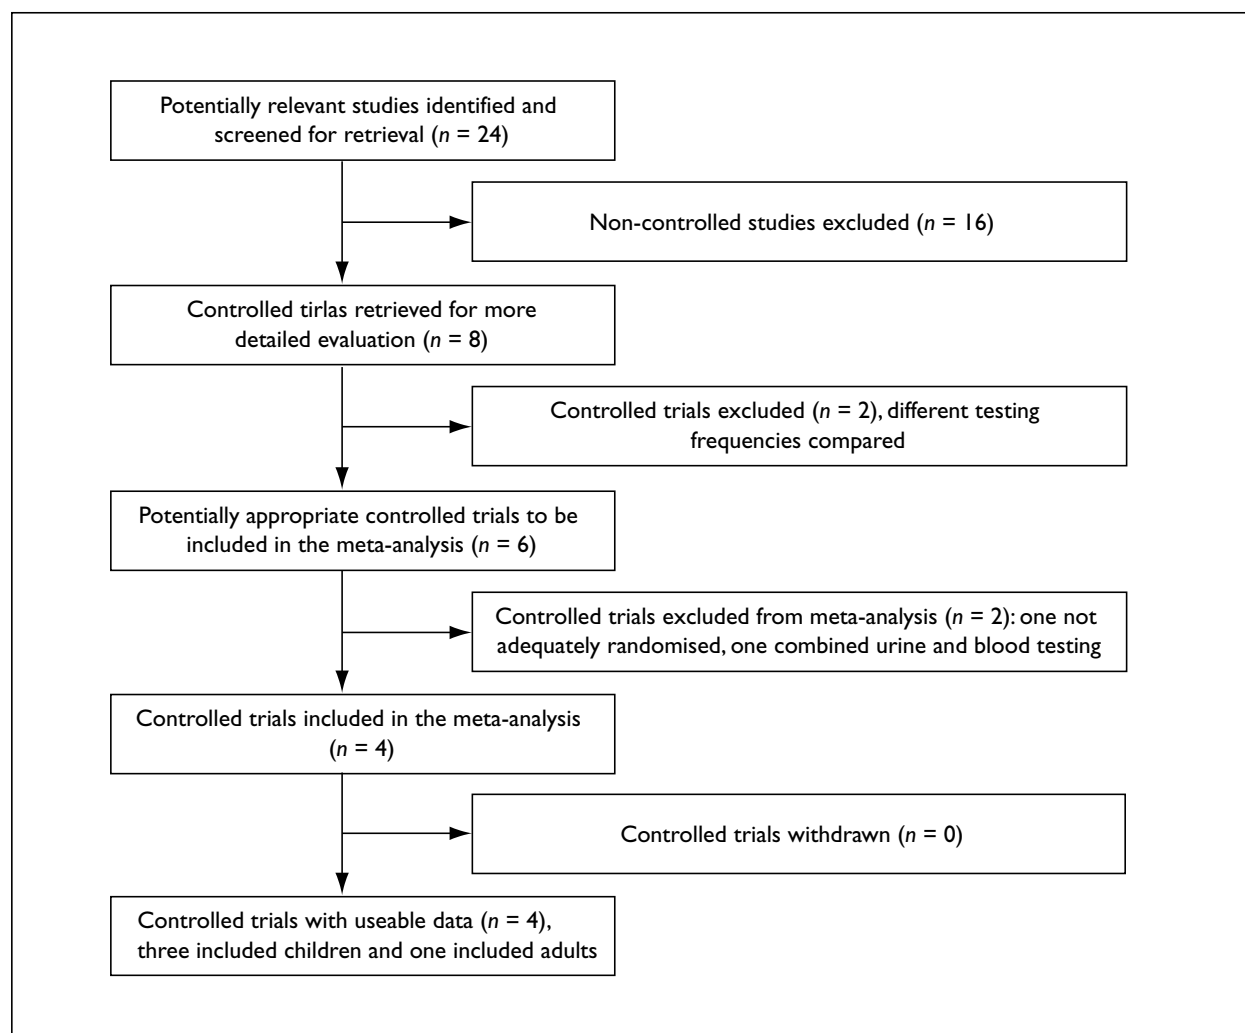 Potentially relevant studies identified and
screened for retrieval (n = 24)
Non-controlled studies excluded (n = 16)
Controlled tirlas retrieved for more
detailed evaluation (n = 8)
Controlled trials excluded (n = 2), different testing
frequencies compared
Potentially appropriate controlled trials to be
included in the meta-analysis (n = 6)
Controlled trials excluded from meta-analysis (n = 2): one not
adequately randomised, one combined urine and blood testing
Controlled trials included in the meta-analysis
(n = 4)
Controlled trials withdrawn (n = 0)
Controlled trials with useable data (n = 4),
three included children and one included adults